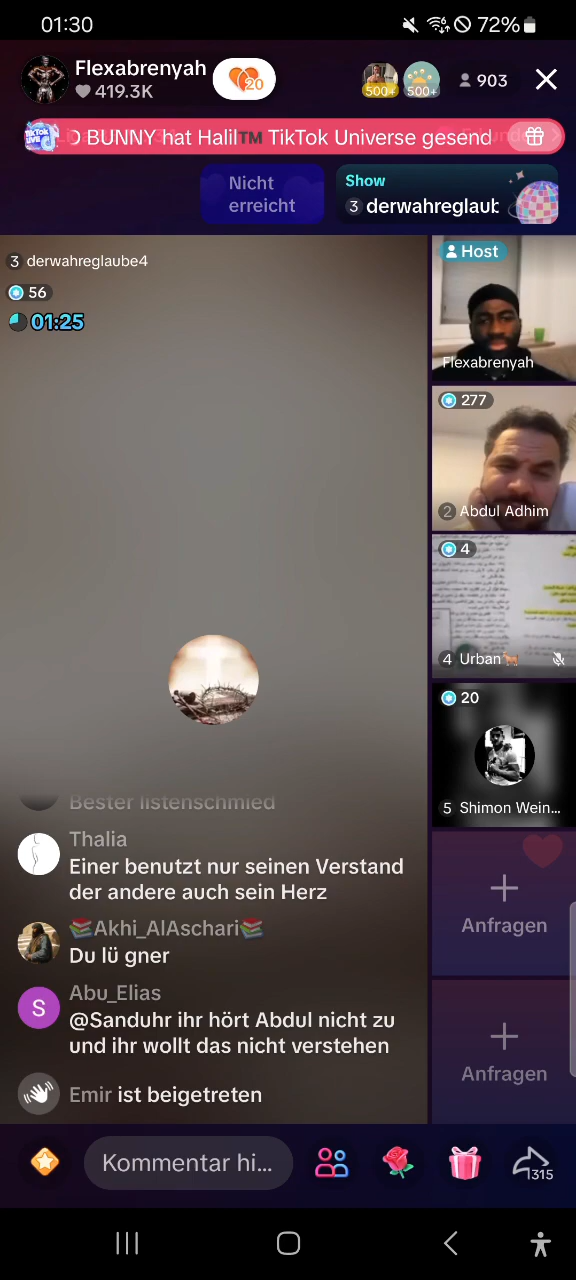 01:30
72%
Flexabrenyah
419.3K
20
500+
500+
903
TikTok LIVE
BUNNY hat Halil™️ TikTok Universe gesend
Nicht
erreicht
Show
3 derwahreglaub
3 derwahreglaube4
56
01:25
Host
Flexabrenyah
277
2 Abdul Adhim
4
4 Urban🐂
20
5 Shimon Wein...
Anfragen
Anfragen
Bester listenschmied
Thalia
Einer benutzt nur seinen Verstand
der andere auch sein Herz
📚Akhi_AlAschari📚
Du lü gner
S
Abu_Elias
@Sanduhr ihr hört Abdul nicht zu
und ihr wollt das nicht verstehen
Emir ist beigetreten
Kommentar hi...
315